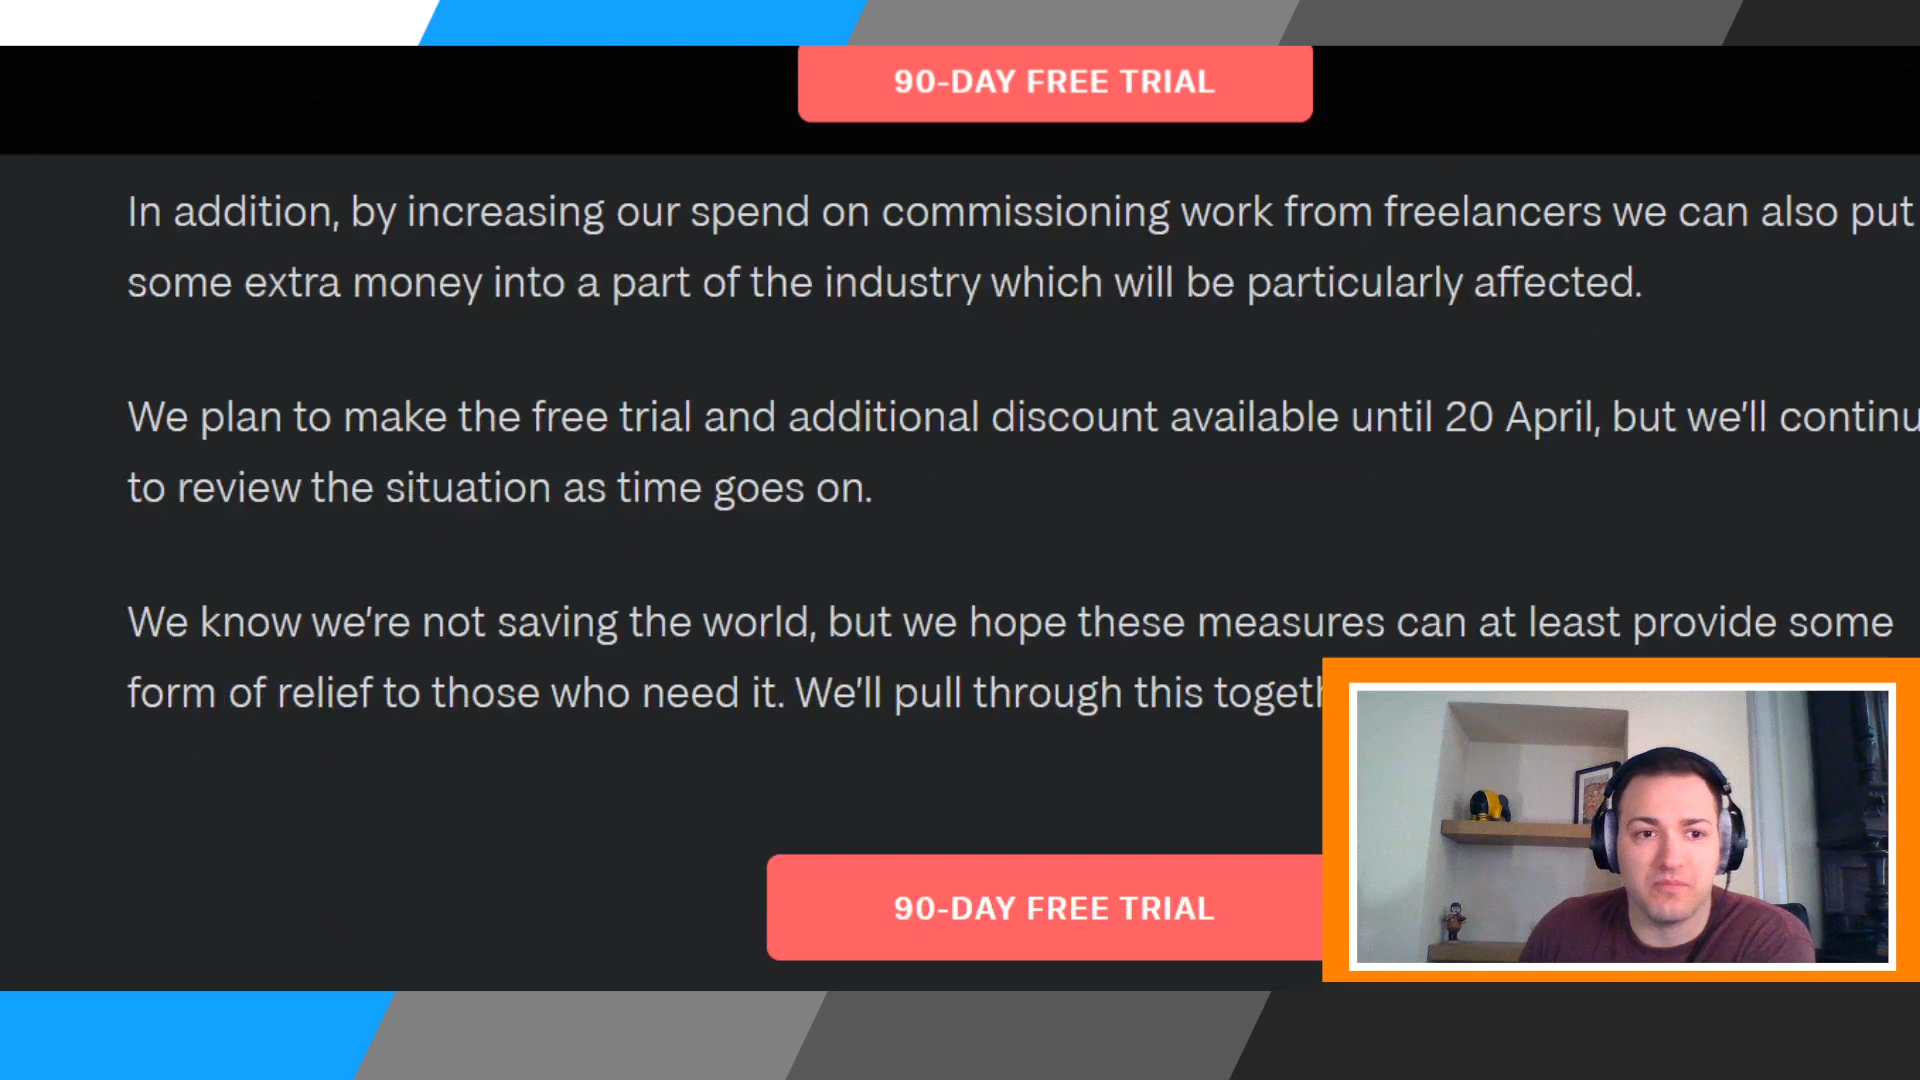 90-DAY FREE TRIAL
In addition, by increasing our spend on commissioning work from freelancers we can also put
some extra money into a part of the industry which will be particularly affected.
We plan to make the free trial and additional discount available until 20 April, but we'll continu
to review the situation as time goes on.
We know we're not saving the world, but we hope these measures can at least provide some
form of relief to those who need it. We'll pull through this togeth
90-DAY FREE TRIAL